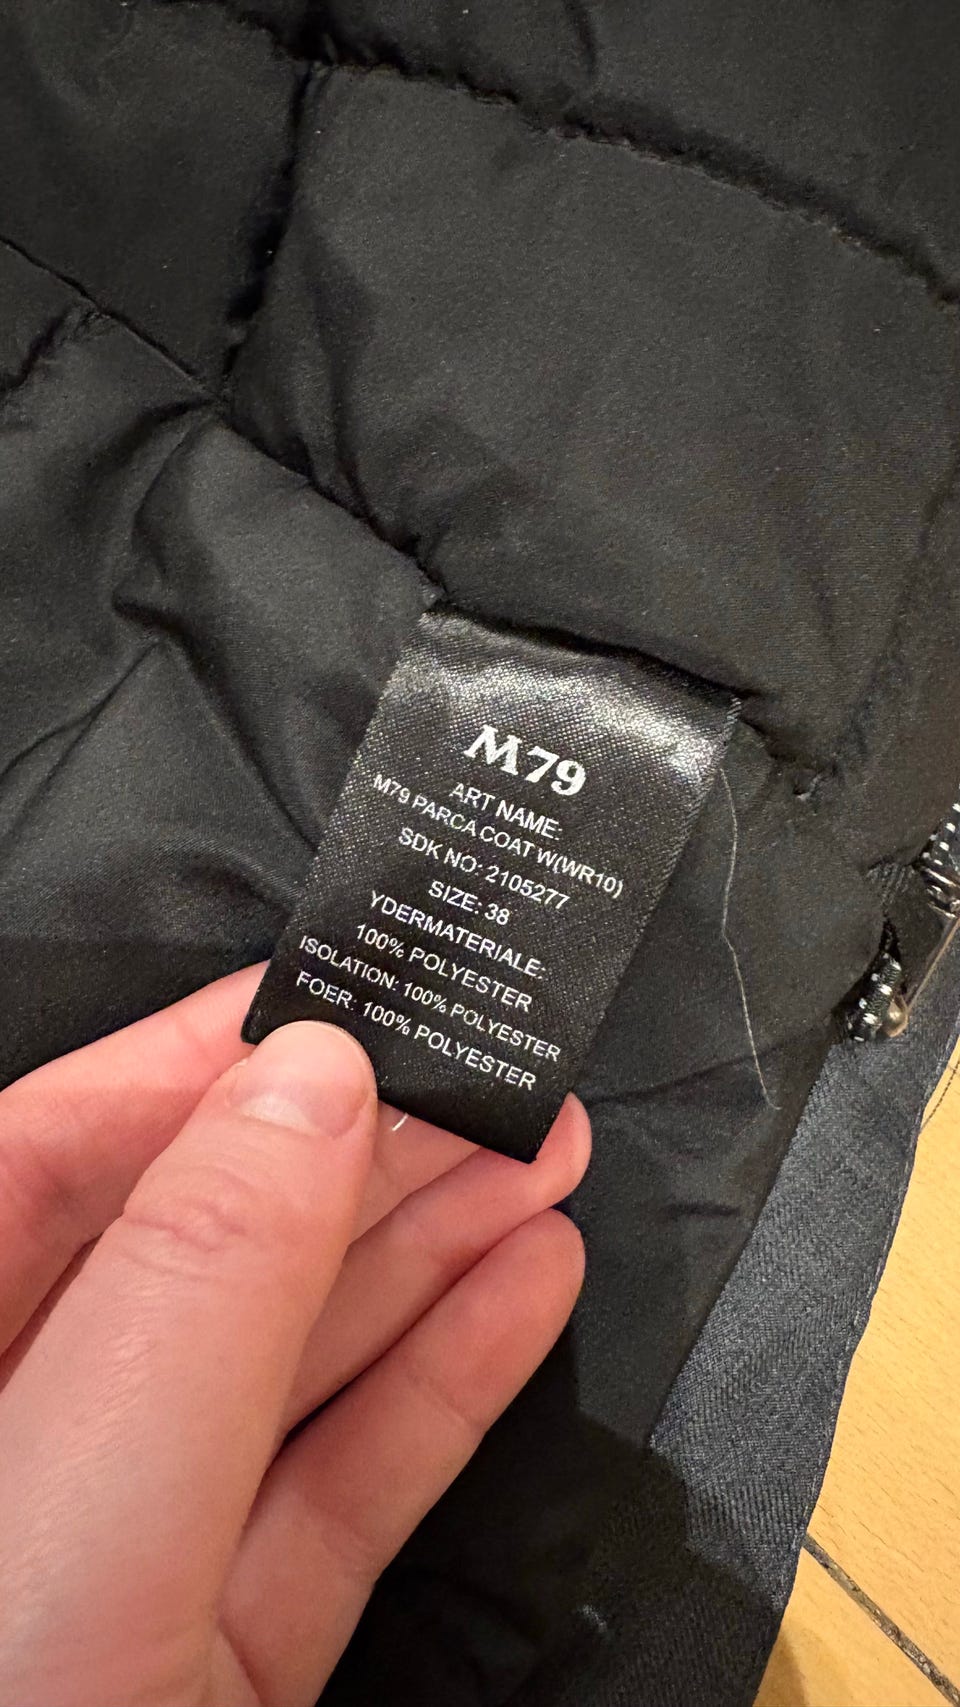 M79
ART NAME:
M79 PARCA COAT W(WR10)
SDK NO: 2105277
SIZE: 38
YDERMATERIALE:
100% POLYESTER
ISOLATION: 100% POLYESTER
FOER: 100% POLYESTER